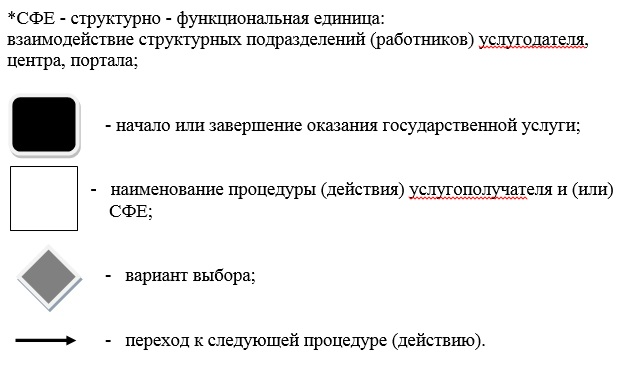 *СФЕ - структурно - функциональная единица:
взаимодействие структурных подразделений (работников) услугодателя,
центра, портала;
- начало или завершение оказания государственной услуги;
- наименование процедуры (действия) услугополучателя и (или)
СФЕ;
- вариант выбора;
- переход к следующей процедуре (действию).